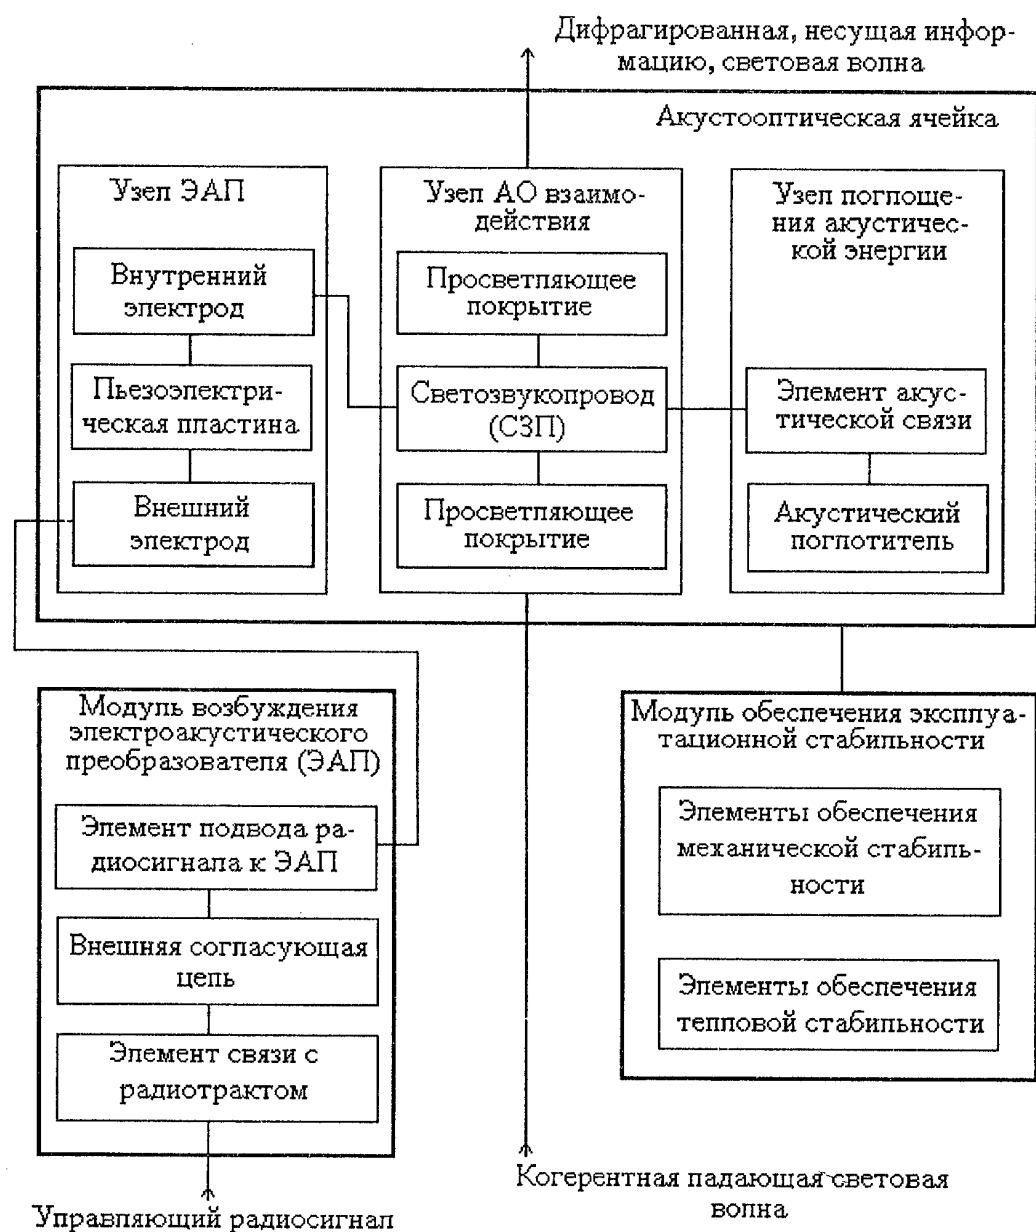 Дифрагированная, несущая инфор-
мацию, световая волна
Акустооптическая ячейка
Узел ЭАП
Внутренний
электрод
Пьезоэлектри-
ческая пластина
Внешний
электрод
Узел АО взаимо-
действия
Просветляющее
покрытие
Светозвукопровод
(СЗП)
Просветляющее
покрытие
Узел поглоще-
ния акустичес-
кой энергии
Элемент акус-
тической связи
Акустический
поглотитель
Модуль возбуждения
электроакустического
преобразователя (ЭАП)
Элемент подвода ра-
диосигнала к ЭАП
Внешняя согласующая
цепь
Элемент связи с
радиотрактом
Модуль обеспечения эксплуа-
тационной стабильности
Элементы обеспечения
механической стабиль-
ности
Элементы обеспечения
тепловой стабильности
Когерентная падающая световая
волна
Управляющий радиосигнал